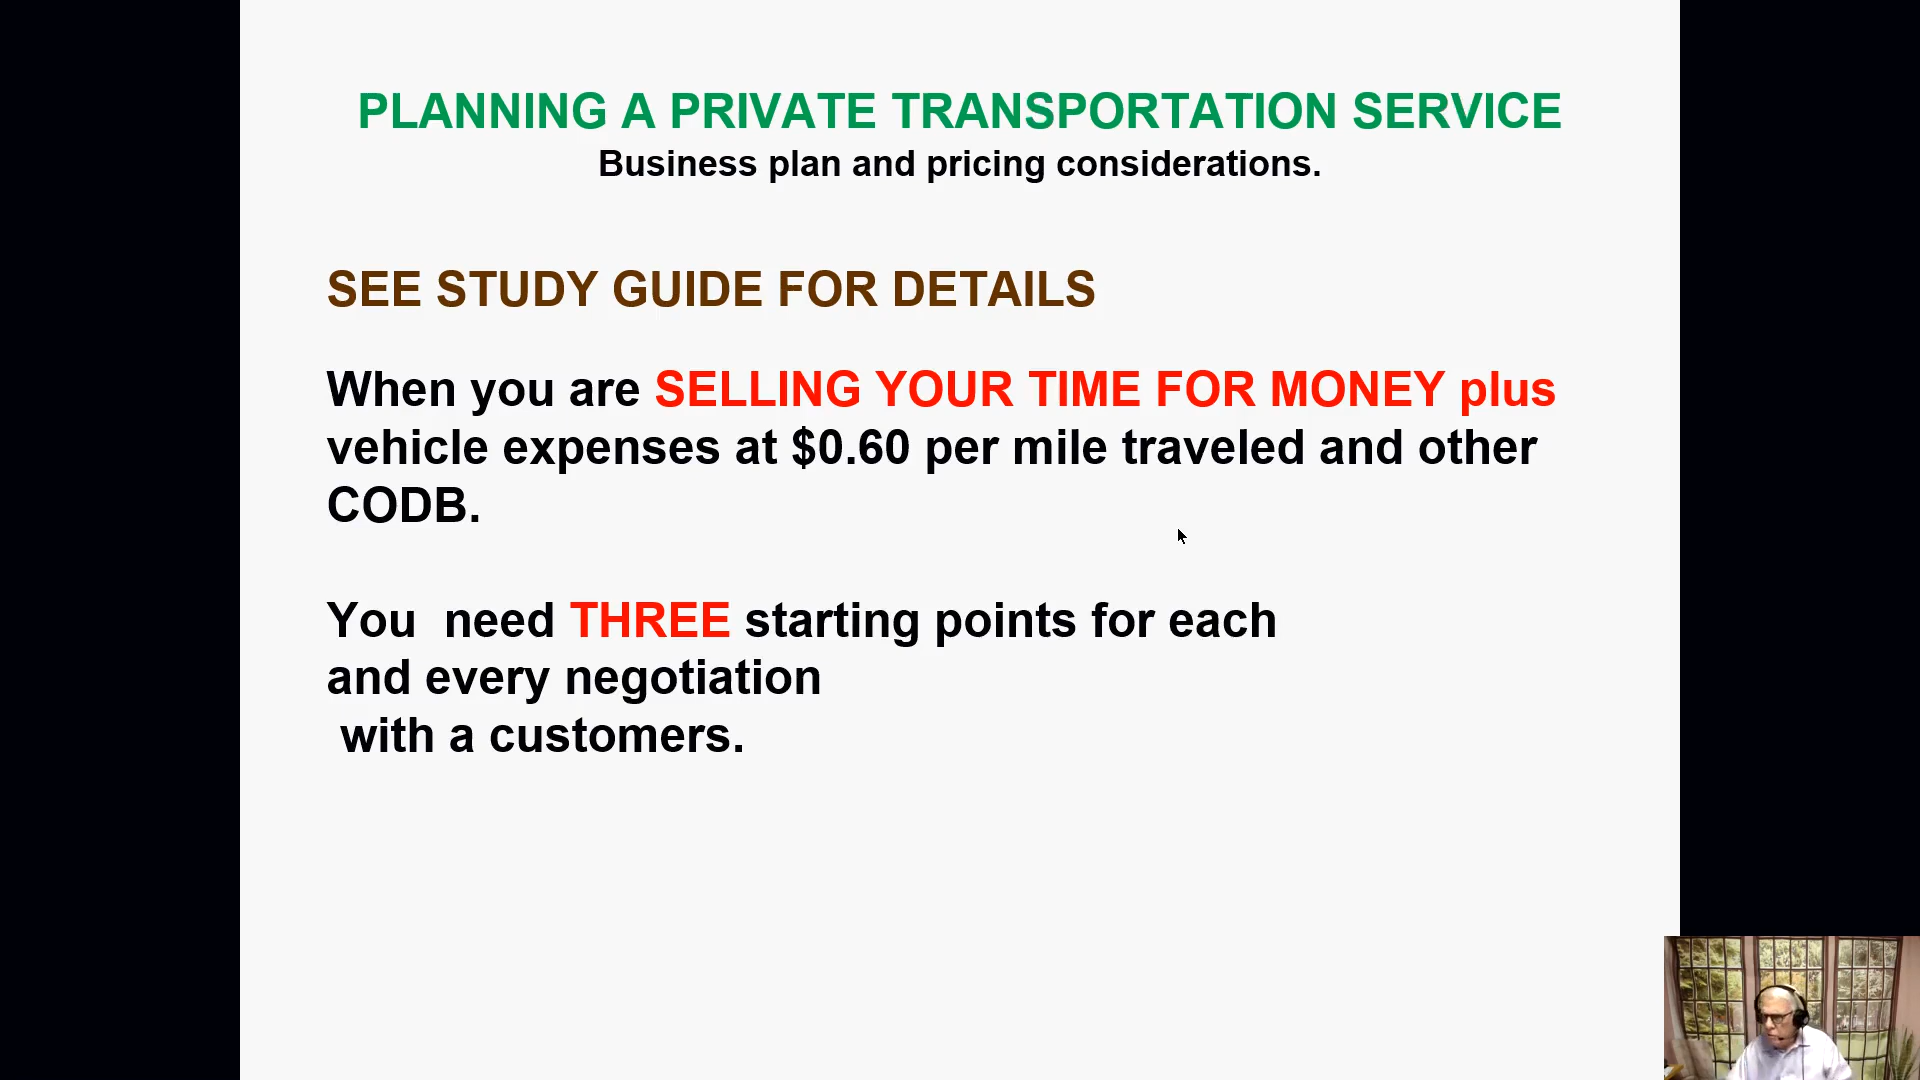 PLANNING A PRIVATE TRANSPORTATION SERVICE
Business plan and pricing considerations.
SEE STUDY GUIDE FOR DETAILS
When you are SELLING YOUR TIME FOR MONEY plus
vehicle expenses at $0.60 per mile traveled and other
CODB.
You  need THREE starting points for each
and every negotiation
with a customers.